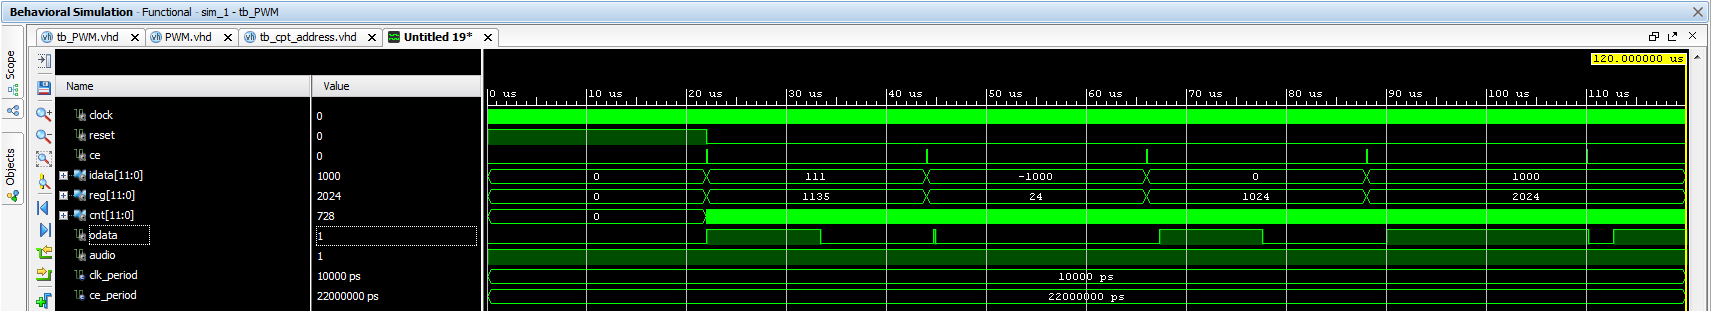 Behavioral Simulation - Functional - sim_1 - tb_PWM
Scope
Objects
tb_PWM.vhd PWM.vhd tb_cpt_address.vhd Untitled 19*
120.000000 us
Name Value
0 us 10 us 20 us 30 us 40 us 50 us 60 us 70 us 80 us 90 us 100 us 110 us
clock 0
reset 0
ce 0
idata[11:0] 1000 0 111 -1000 0 1000
reg[11:0] 2024 0 1135 24 1024 2024
cnt[11:0] 728 0
odata 1
audio 1
clk_period 10000 ps 10000 ps
ce_period 22000000 ps 22000000 ps